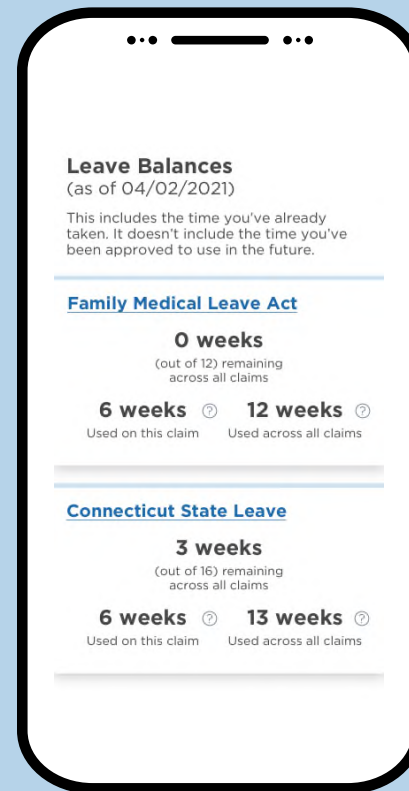 Leave Balances
(as of 04/02/2021)
This includes the time you've already
taken. It doesn't include the time you've
been approved to use in the future.
Family Medical Leave Act
0 weeks
(out of 12) remaining
across all claims
6 weeks ? 12 weeks ?
Used on this claim Used across all claims
Connecticut State Leave
3 weeks
(out of 16) remaining
across all claims
6 weeks ? 13 weeks ?
Used on this claim Used across all claims